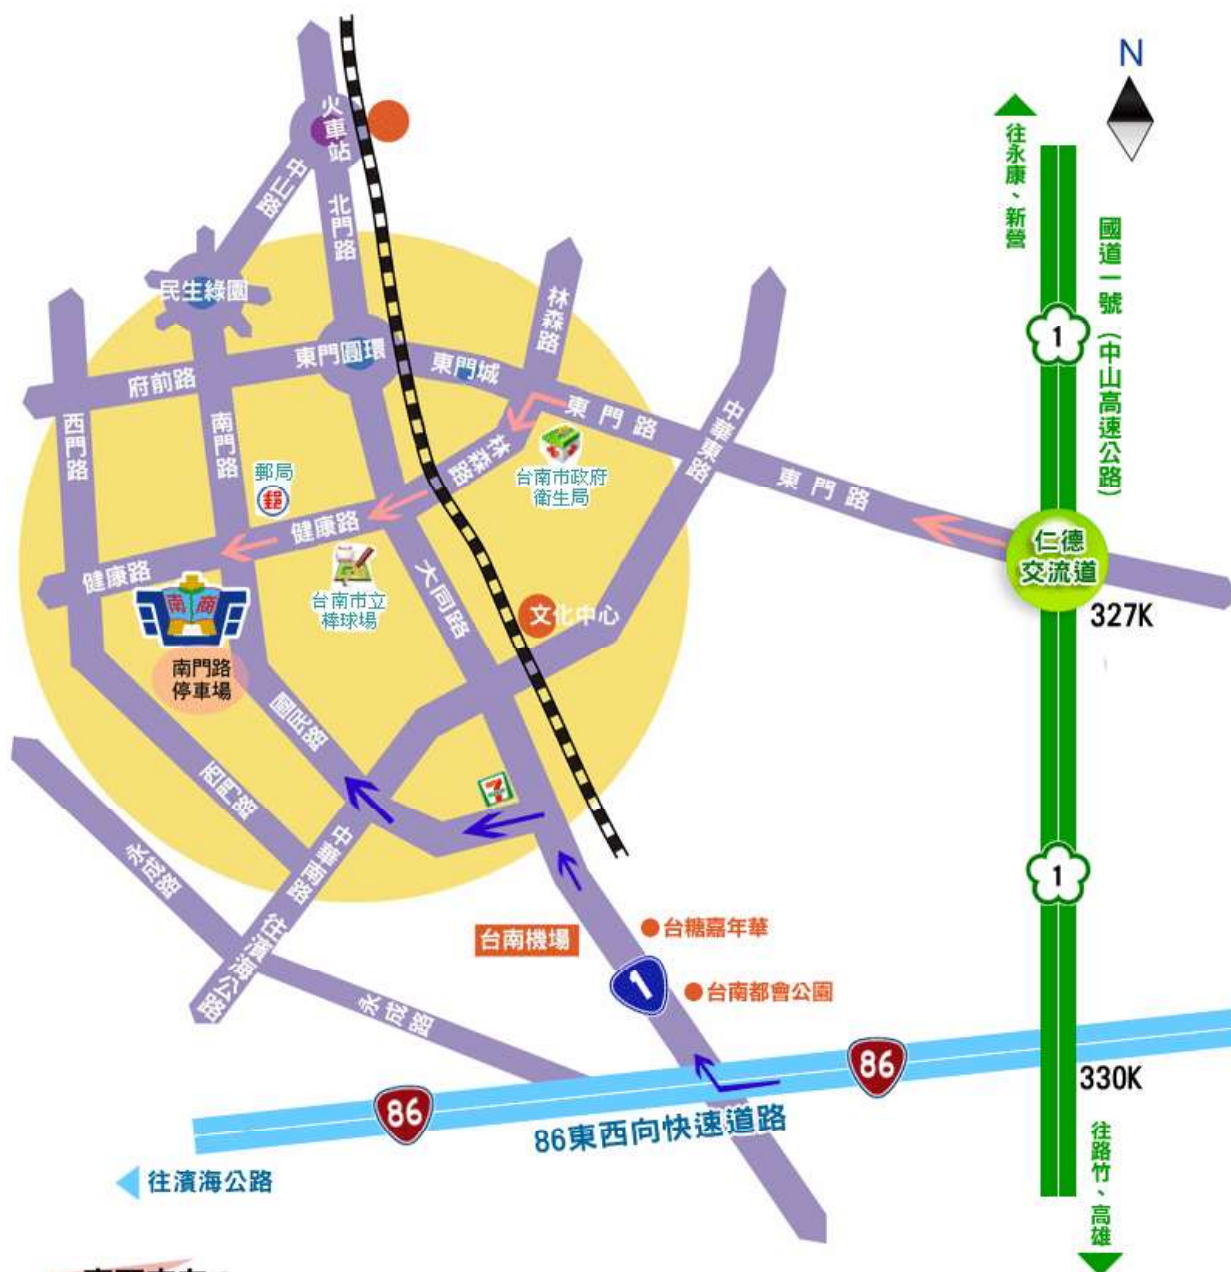 N
火車站
中山路
北門路
往永康、新營
國道一號（中山高速公路）
1
民生綠園
林森路
東門圓環
東門城
府前路
東門路
中華東路
西門路
南門路
林森路
台南市政府
衛生局
郵局
郵
東門路
健康路
仁德
交流道
327K
健康路
台南市立
棒球場
大同路
文化中心
南商
南門路
停車場
國民路
7
西門路
中華南路
永成路
1
台糖嘉年華
台南機場
往濱海公路
1
台南都會公園
永成路
86
86
330K
86東西向快速道路
往濱海公路
往路竹、高雄